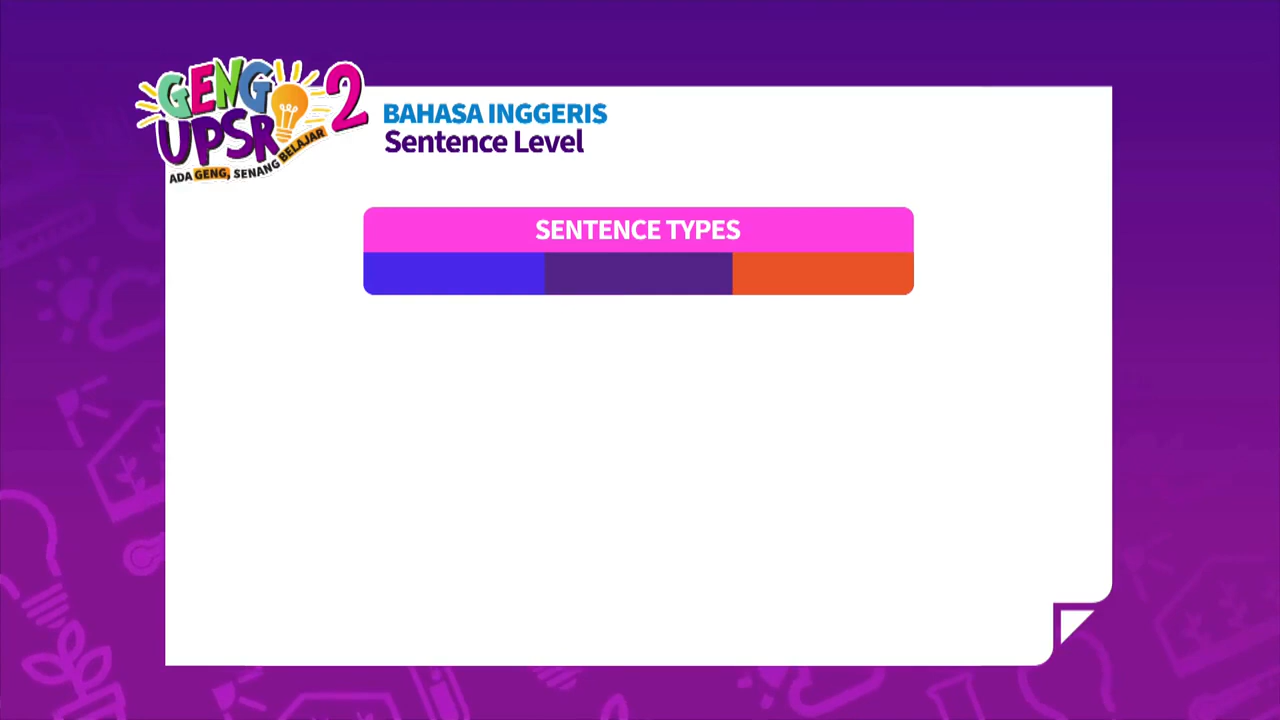 GENG
UPSR 2
ADA GENG, SENANG BELAJAR
BAHASA INGGERIS
Sentence Level
SENTENCE TYPES